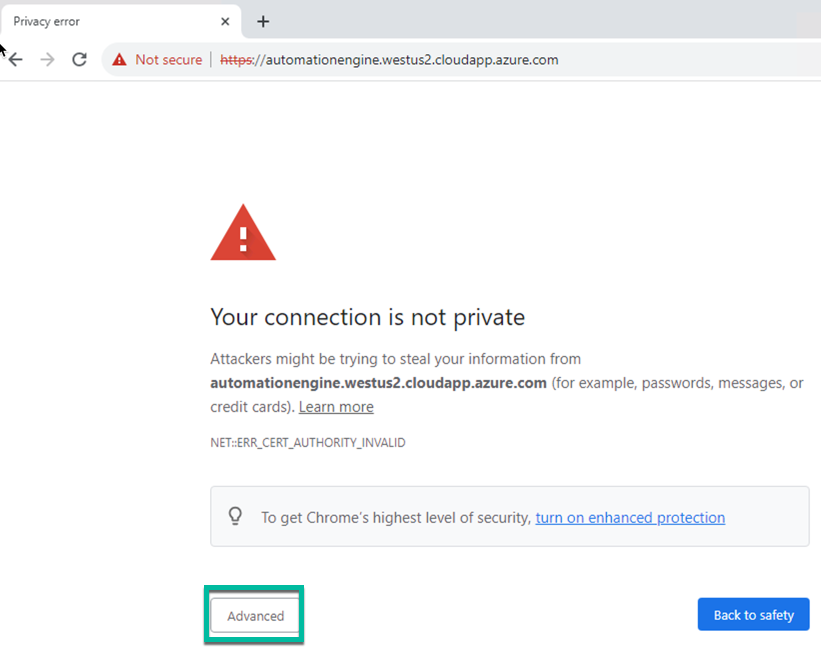 Privacy error
Not secure | https://automationengine.westus2.cloudapp.azure.com
Your connection is not private
Attackers might be trying to steal your information from
automationengine.westus2.cloudapp.azure.com (for example, passwords, messages, or
credit cards). Learn more
NET::ERR_CERT_AUTHORITY_INVALID
To get Chrome's highest level of security, turn on enhanced protection
Advanced
Back to safety